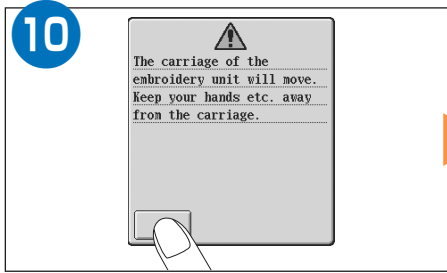 10
The carriage of the
embroidery unit will move.
Keep your hands etc. away
from the carriage.